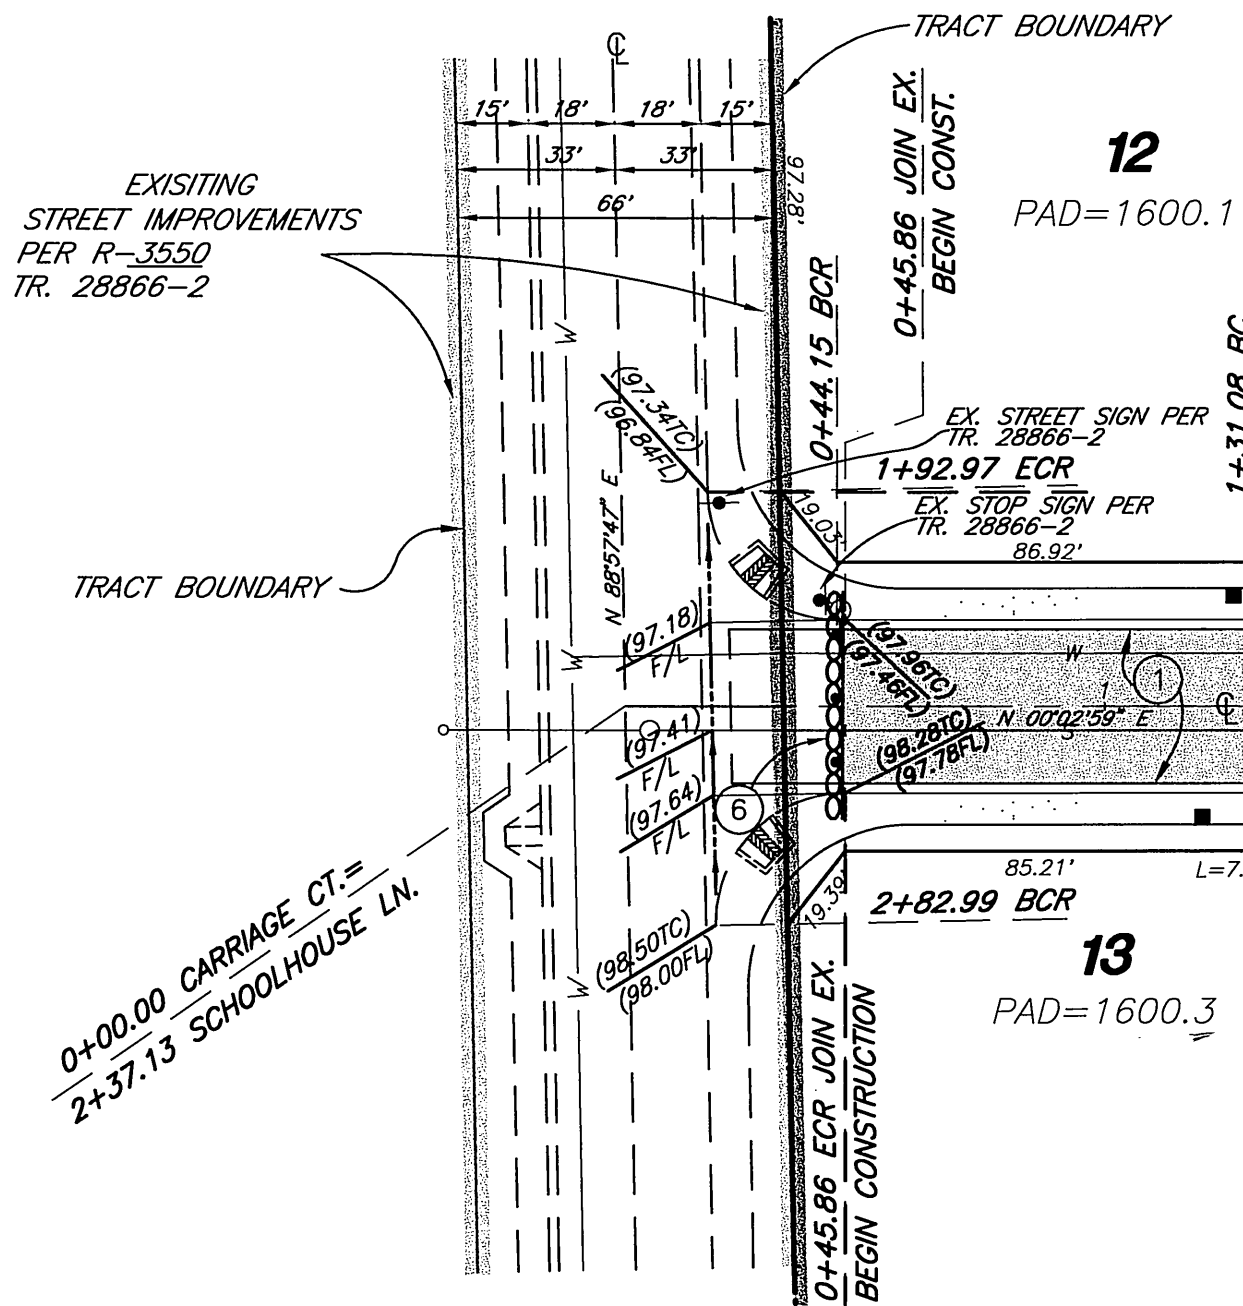 TRACT BOUNDARY
℄
15' 18' 18' 15'
33' 33'
66'
97.28'
0+45.86 JOIN EX.
BEGIN CONST.
12
PAD=1600.1
EXISITING
STREET IMPROVEMENTS
PER R-3550
TR. 28866-2
0+44.15 BCR
W
(97.34TC)
(96.84FL)
EX. STREET SIGN PER
TR. 28866-2
1+31.08 BC
1+92.97 ECR
EX. STOP SIGN PER
TR. 28866-2
19.03'
86.92'
N 88°57'47" E
TRACT BOUNDARY
(97.18)
F/L
W
(97.96TC)
(97.46FL)
W
1
1
℄
N 00°02'59" E
S
(97.41)
F/L
(98.28TC)
(97.78FL)
(97.64)
F/L
6
0+00.00 CARRIAGE CT.=
2+37.13 SCHOOLHOUSE LN.
85.21'
L=7.
19.39'
2+82.99 BCR
(98.50TC)
(98.00FL)
W
13
PAD=1600.3
0+45.86 ECR JOIN EX.
BEGIN CONSTRUCTION